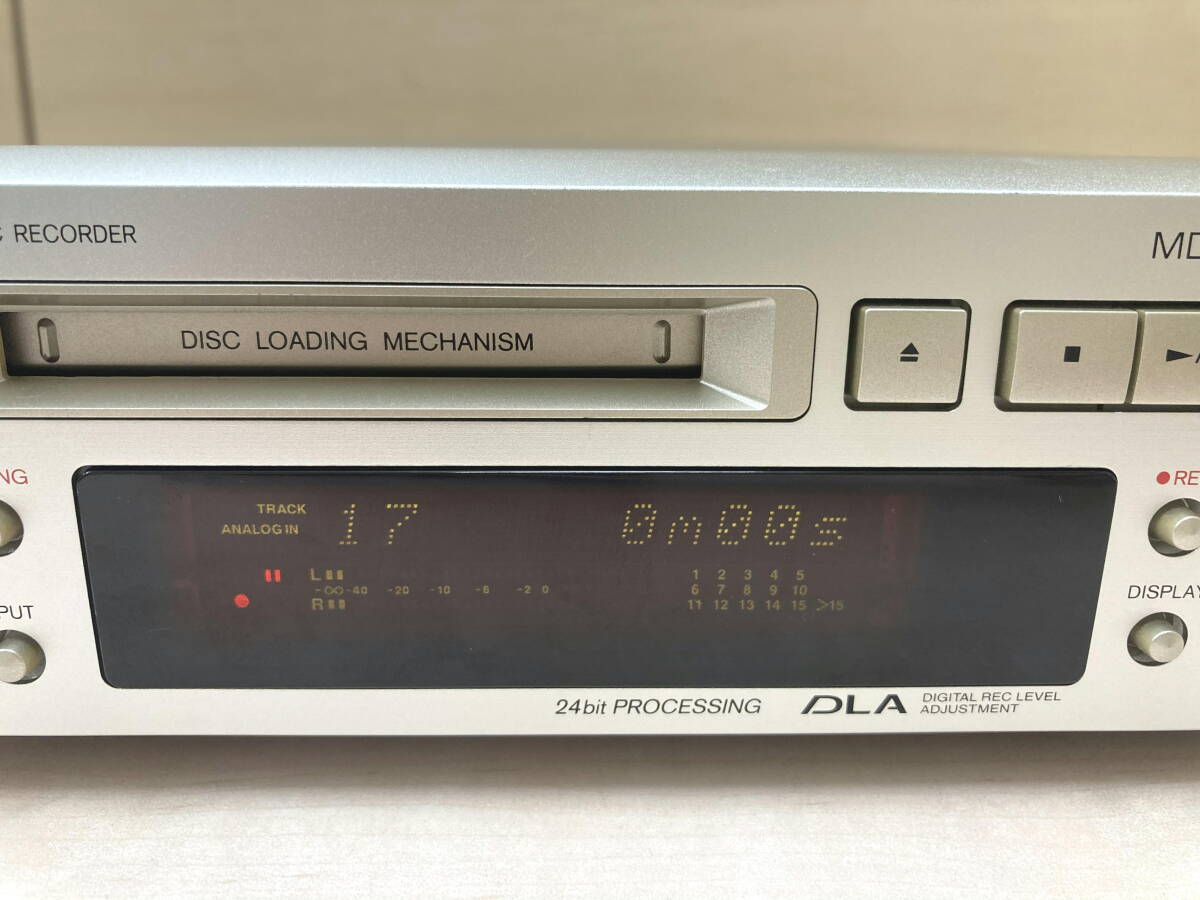 RECORDER
MD
DISC LOADING MECHANISM
NG
RE
TRACK 17 0m00s
ANALOG IN
L
-∞ -40 -20 -10 -6 -2 0
R
1 2 3 4 5
6 7 8 9 10
11 12 13 14 15 >15
PUT
DISPLAY
24bit PROCESSING
DLA DIGITAL REC LEVEL
ADJUSTMENT